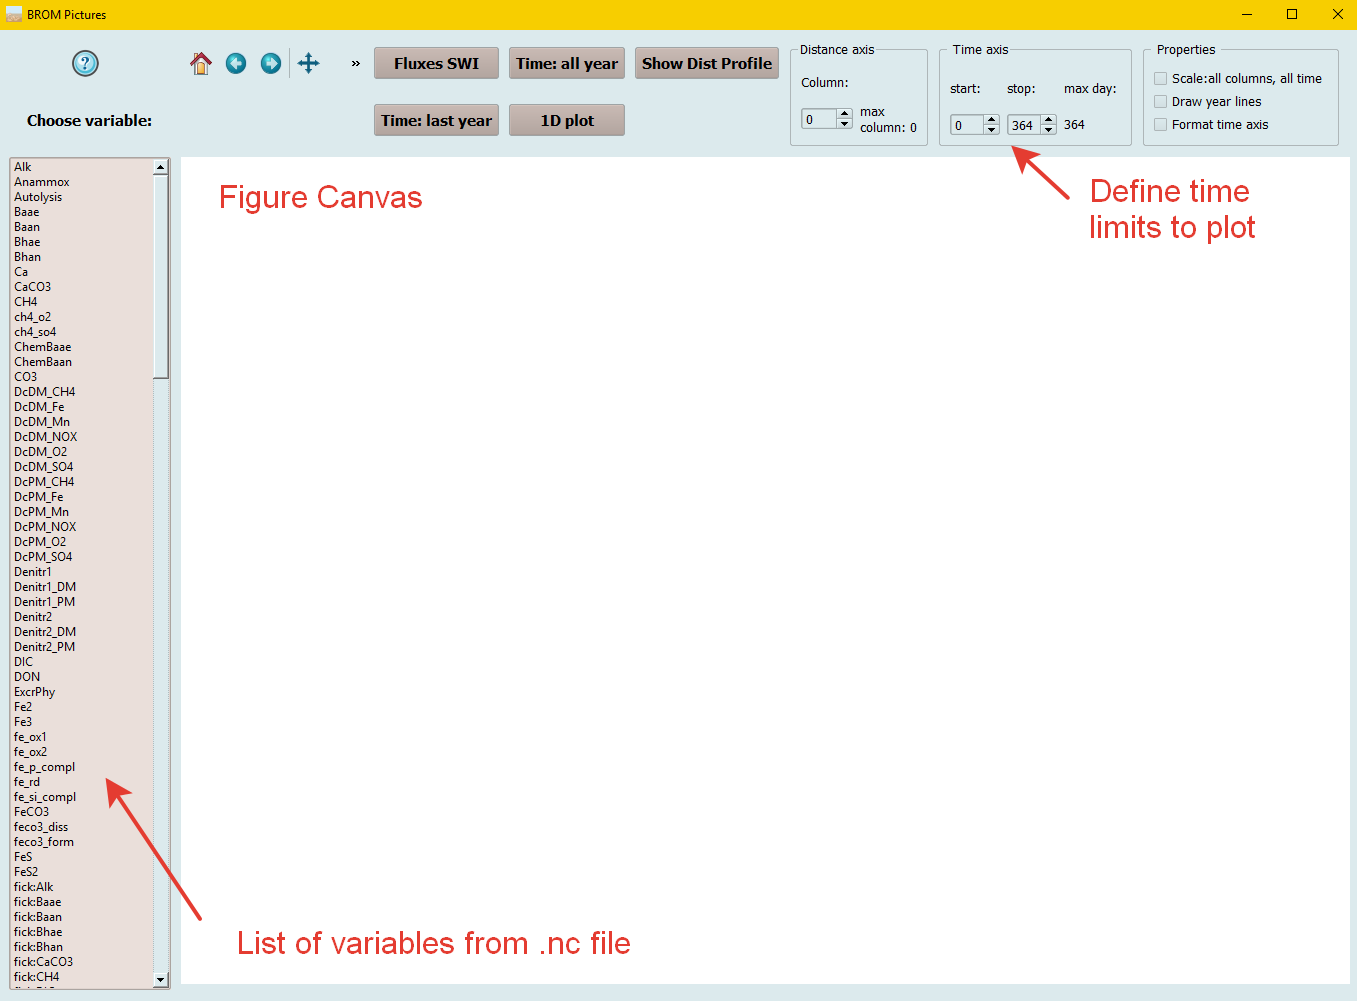 BROM Pictures
»
Fluxes SWI
Time: all year
Show Dist Profile
Choose variable:
Time: last year
1D plot
Distance axis
Column:
0
max
column: 0
Time axis
start:
stop:
max day:
0
364
364
Properties
Scale:all columns, all time
Draw year lines
Format time axis
Alk
Anammox
Autolysis
Baae
Baan
Bhae
Bhan
Ca
CaCO3
CH4
ch4_o2
ch4_so4
ChemBaae
ChemBaan
CO3
DcDM_CH4
DcDM_Fe
DcDM_Mn
DcDM_NOX
DcDM_O2
DcDM_SO4
DcPM_CH4
DcPM_Fe
DcPM_Mn
DcPM_NOX
DcPM_O2
DcPM_SO4
Denitr1
Denitr1_DM
Denitr1_PM
Denitr2
Denitr2_DM
Denitr2_PM
DIC
DON
ExcrPhy
Fe2
Fe3
fe_ox1
fe_ox2
fe_p_compl
fe_rd
fe_si_compl
FeCO3
feco3_diss
feco3_form
FeS
FeS2
fick:Alk
fick:Baae
fick:Baan
fick:Bhae
fick:Bhan
fick:CaCO3
fick:CH4
Figure Canvas
Define time
limits to plot
List of variables from .nc file